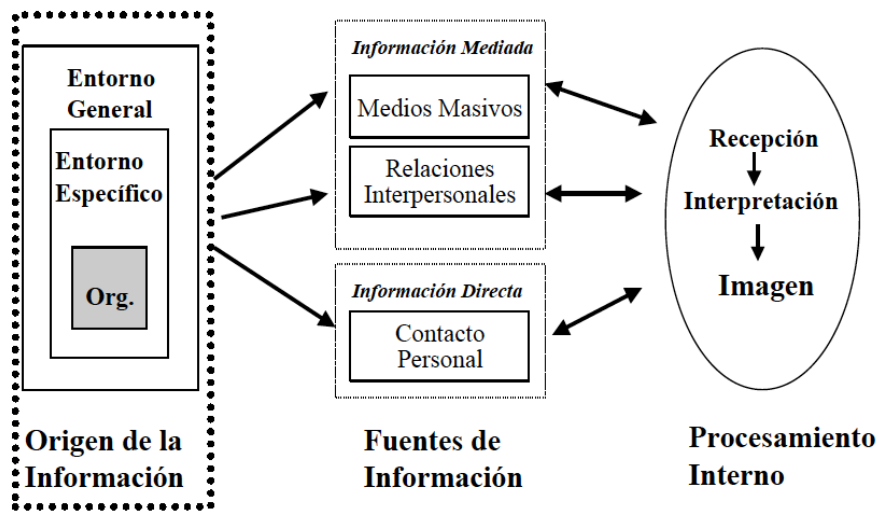 Entorno
General
Entorno
Específico
Org.
Origen de la
Información
Información Mediada
Medios Masivos
Relaciones
Interpersonales
Información Directa
Contacto
Personal
Fuentes de
Información
Recepción
Interpretación
Imagen
Procesamiento
Interno